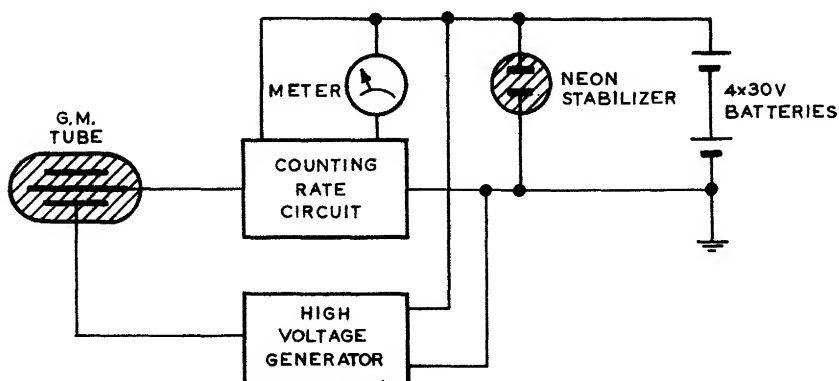 G.M.
TUBE
METER
COUNTING
RATE
CIRCUIT
NEON
STABILIZER
4x30V
BATTERIES
HIGH
VOLTAGE
GENERATOR